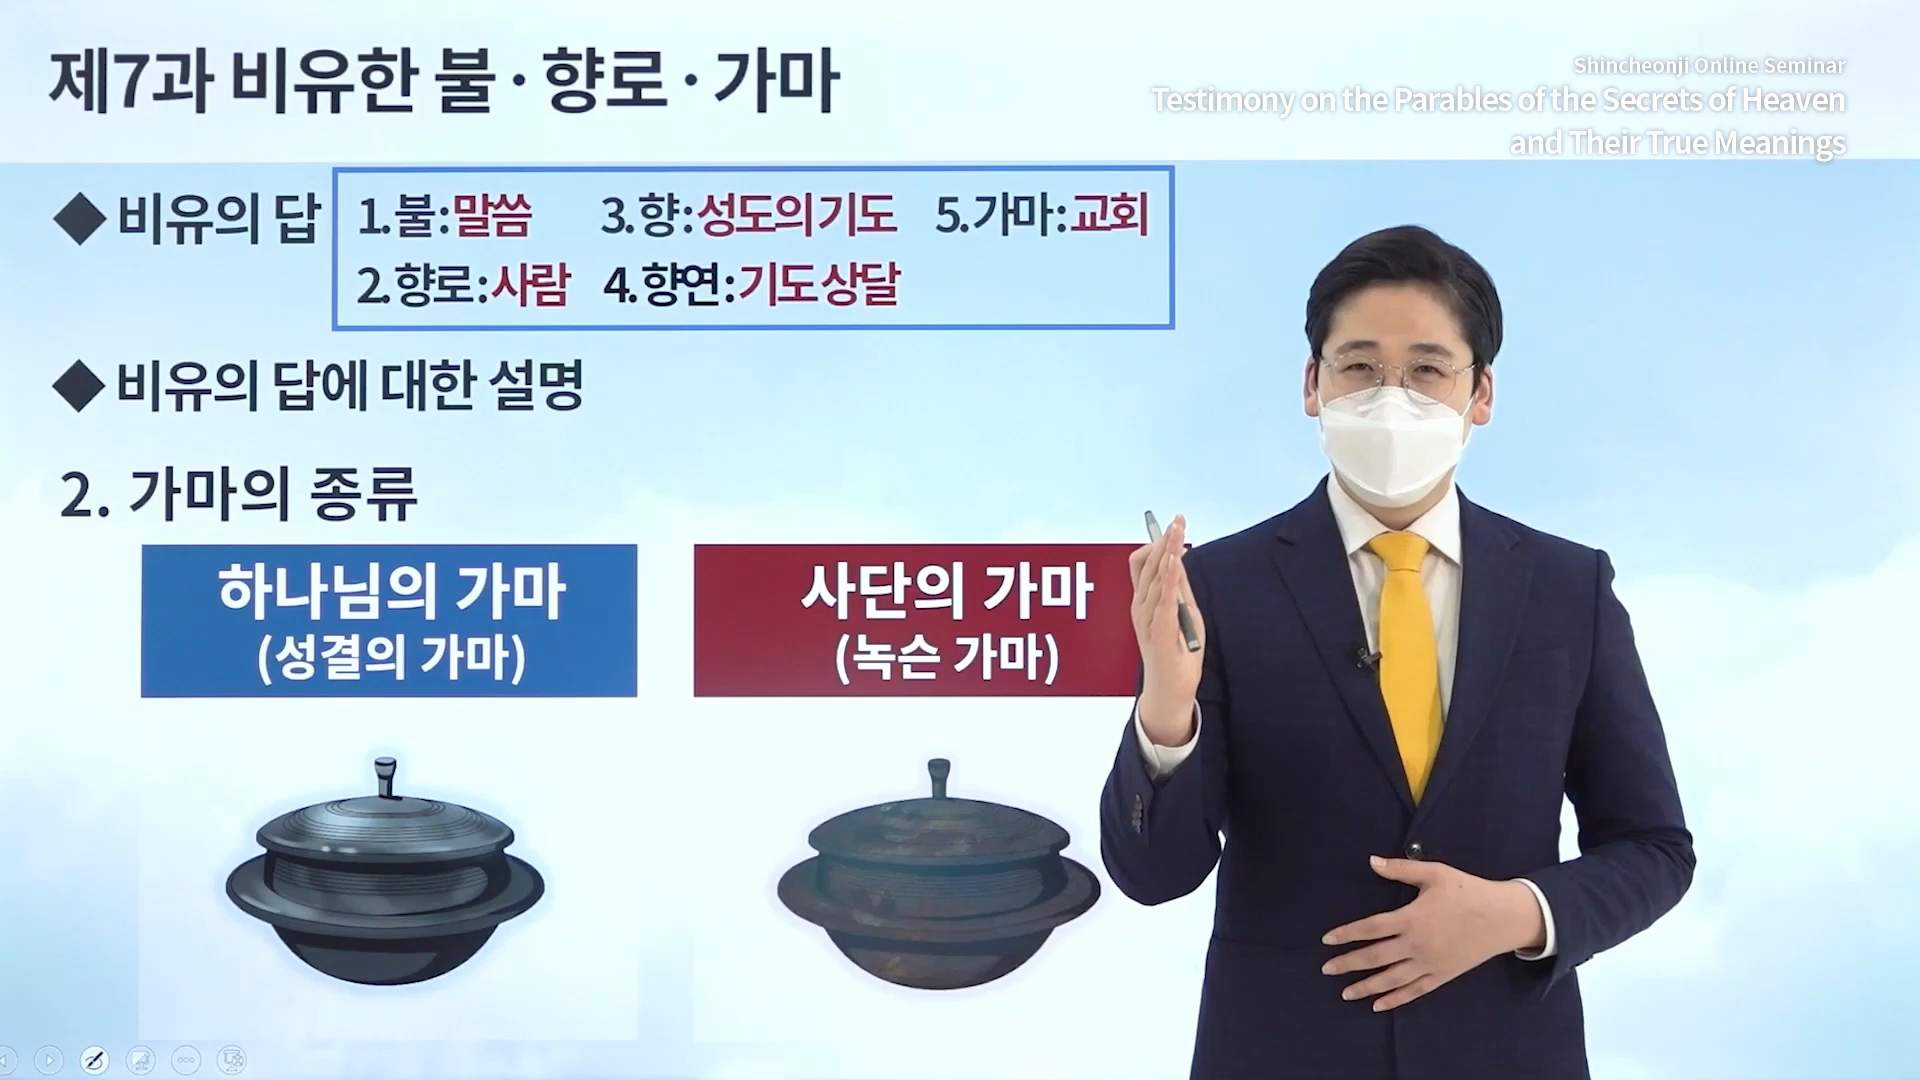 제7과 비유한 불·향로·가마
Shincheonji Online Seminar
Testimony on the Parables of the Secrets of Heaven
and Their True Meanings
◆ 비유의 답
1.불:말씀 3.향:성도의 기도 5.가마:교회
2.향로:사람 4.향연:기도 상달
◆ 비유의 답에 대한 설명
2. 가마의 종류
하나님의 가마
(성결의 가마)
사단의 가마
(녹슨 가마)